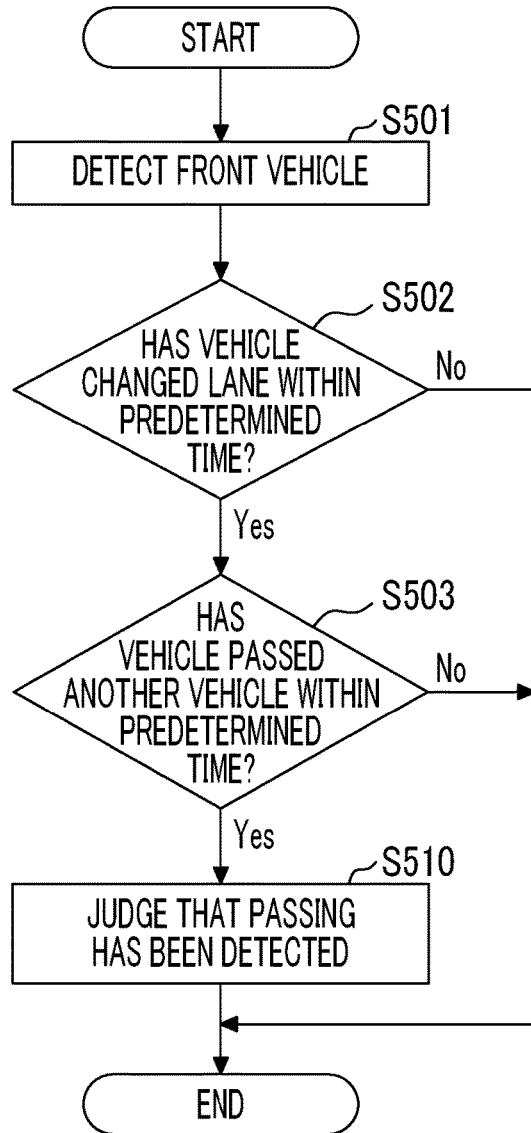 START
S501
DETECT FRONT VEHICLE
S502
HAS VEHICLE
CHANGED LANE WITHIN
PREDETERMINED
TIME?
No
Yes
S503
HAS
VEHICLE PASSED
ANOTHER VEHICLE WITHIN
PREDETERMINED
TIME?
No
Yes
S510
JUDGE THAT PASSING
HAS BEEN DETECTED
END